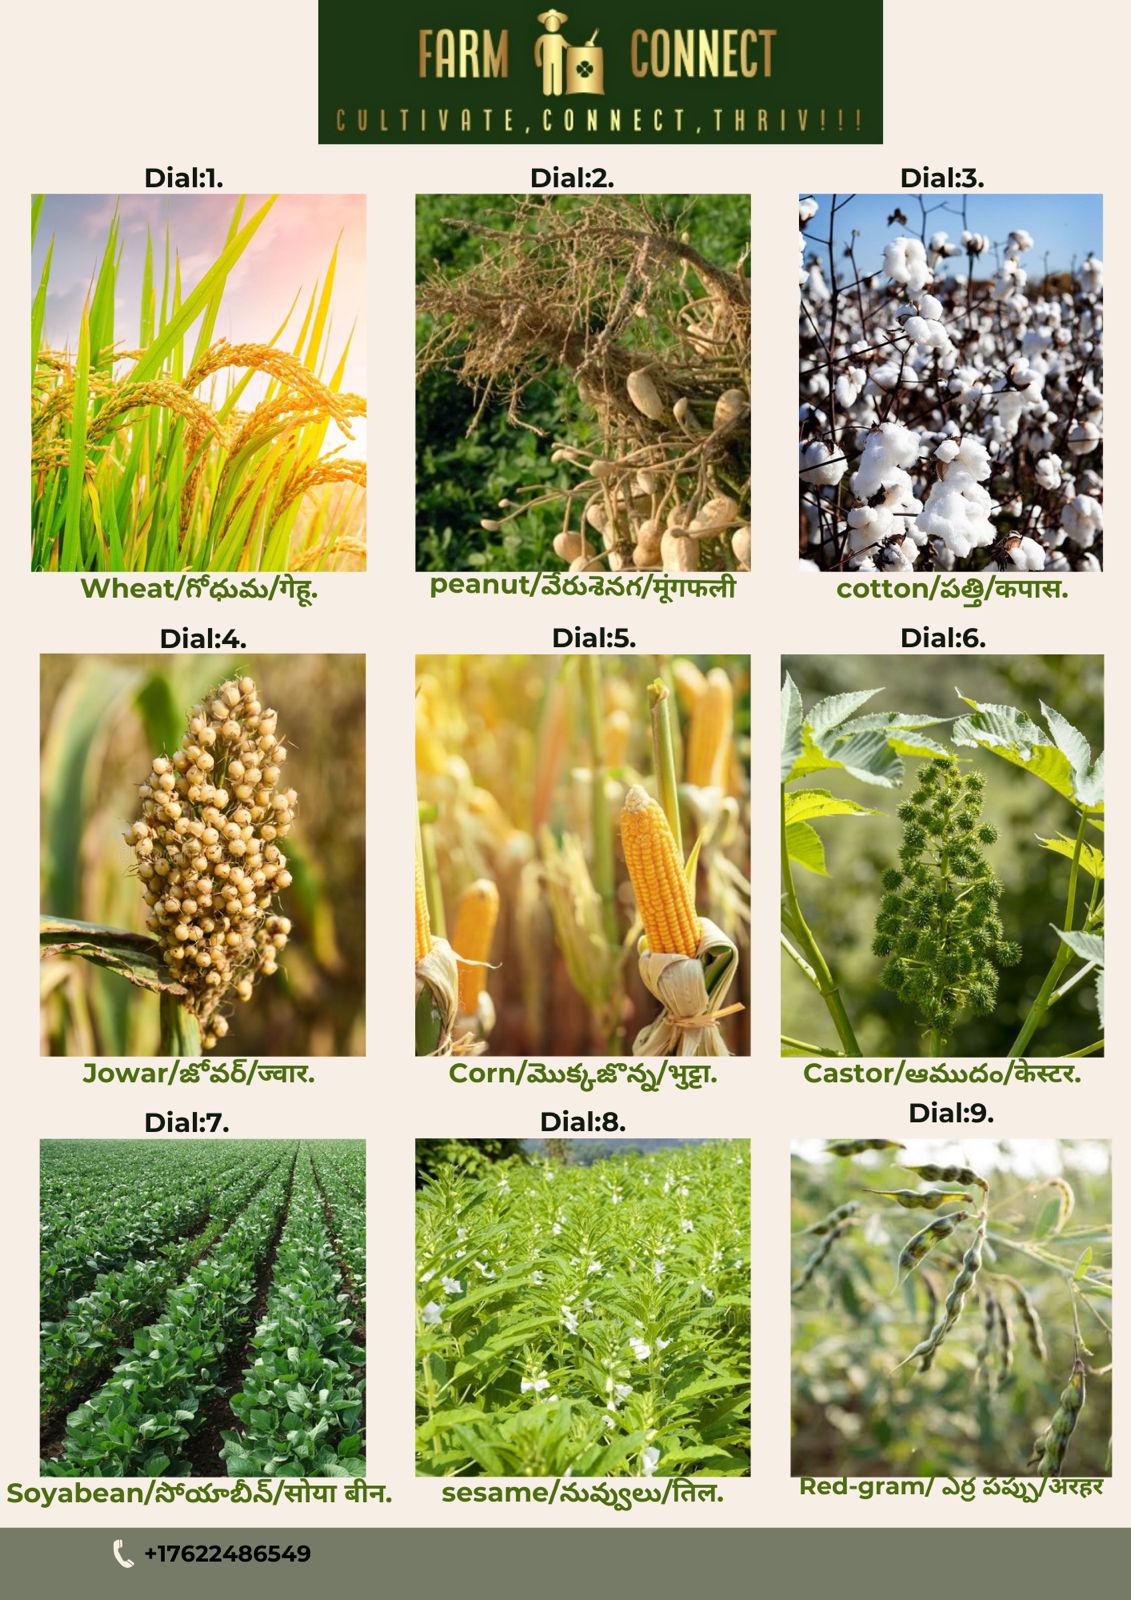 FARM CONNECT
CULTIVATE,CONNECT,THRIV!!!
Dial:1.
Dial:2.
Dial:3.
Wheat/గోధుమ/गेहू.
peanut/వేరుశెనగ/मूंगफली
cotton/పత్తి/कपास.
Dial:4.
Dial:5.
Dial:6.
Jowar/జోవర్/ज्वार.
Corn/మొక్కజొన్న/भुट्टा.
Castor/ఆముదం/केस्टर.
Dial:7.
Dial:8.
Dial:9.
Soyabean/సోయాబీన్/सोया बीन.
sesame/నువ్వులు/तिल.
Red-gram/ ఎర్ర పప్పు/अरहर
+17622486549